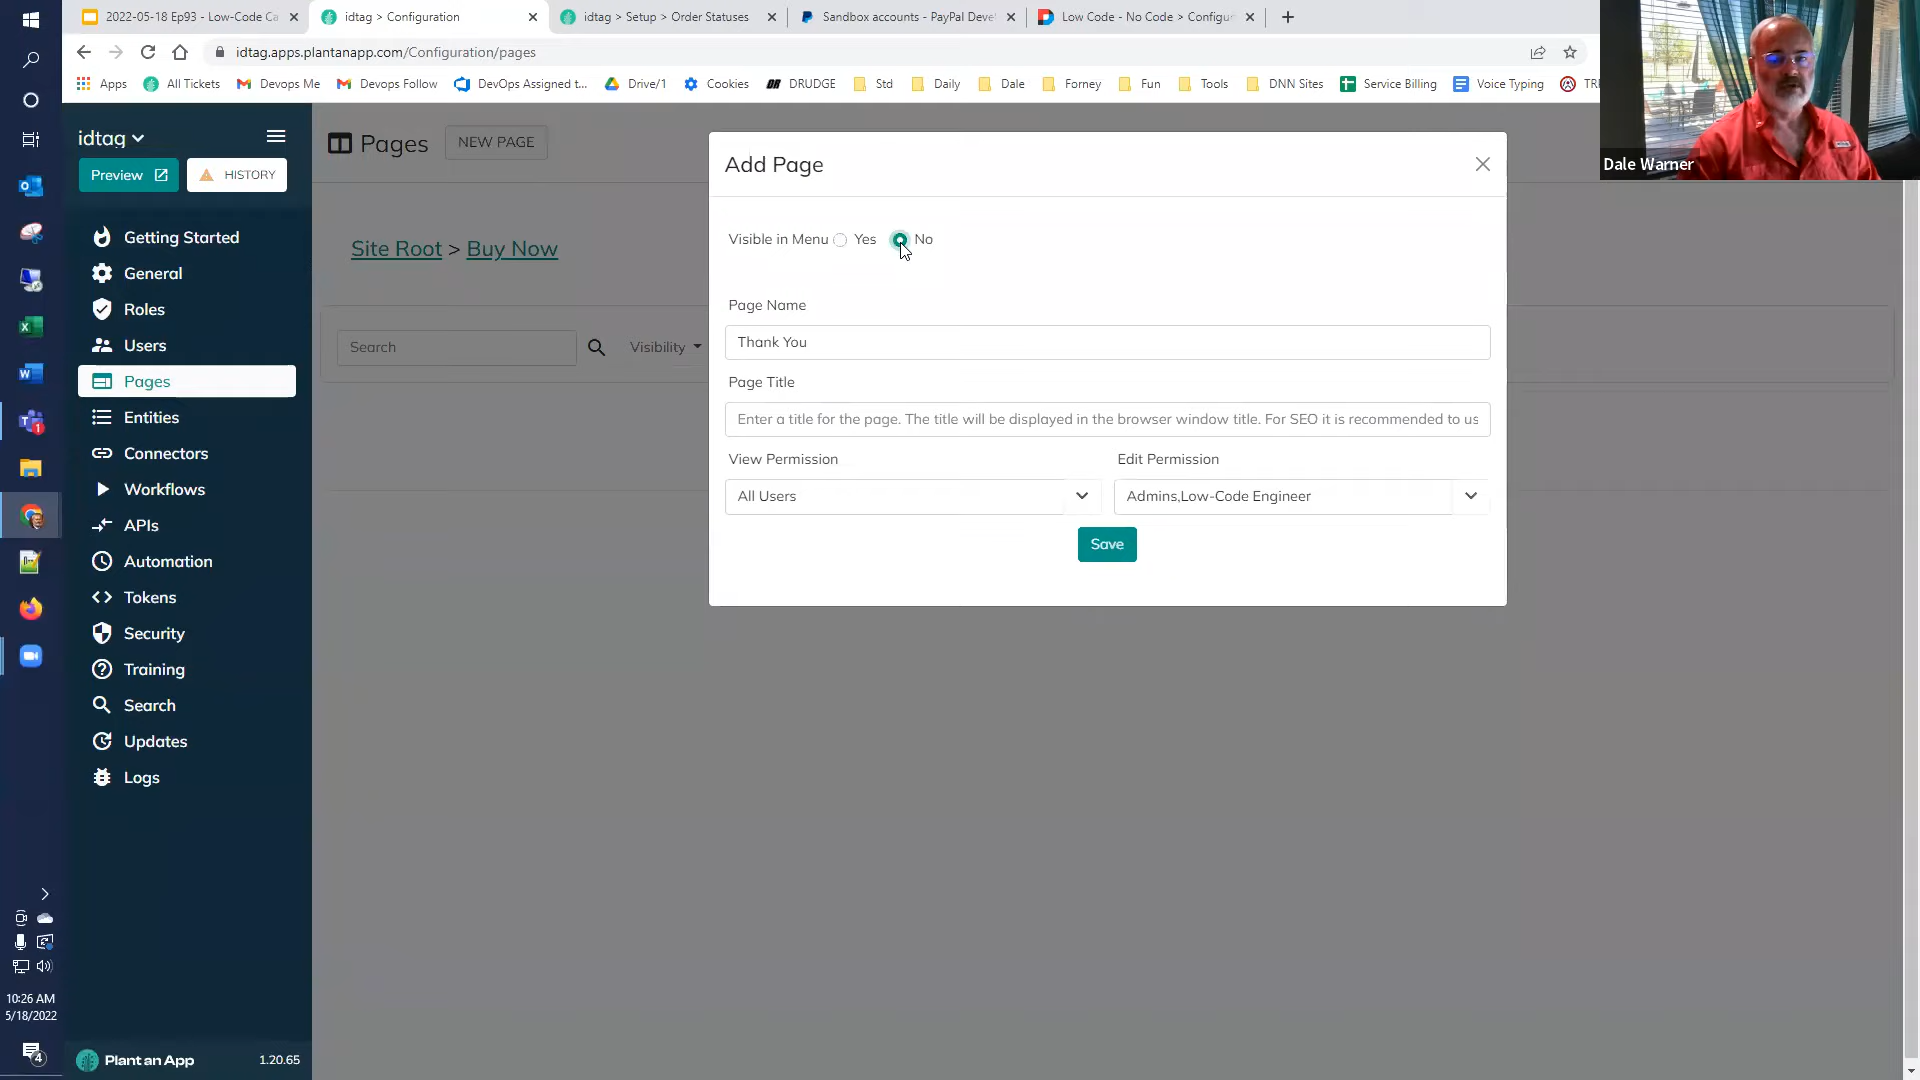 2022-05-18 Ep93 - Low-Code Ca
idtag > Configuration
idtag > Setup > Order Statuses
Sandbox accounts - PayPal Deve
Low Code - No Code > Configu
idtag.apps.plantanapp.com/Configuration/pages
Apps
All Tickets
Devops Me
Devops Follow
DevOps Assigned t...
Drive/1
Cookies
DR DRUDGE
Std
Daily
Dale
Forney
Fun
Tools
DNN Sites
Service Billing
Voice Typing
Dale Warner
idtag
Preview
HISTORY
Getting Started
General
Roles
Users
Pages
Entities
Connectors
Workflows
APIs
Automation
Tokens
Security
Training
Search
Updates
Logs
Plant an App
1.20.65
Pages
NEW PAGE
Site Root > Buy Now
Search
Visibility
Add Page
Visible in Menu Yes No
Page Name
Thank You
Page Title
Enter a title for the page. The title will be displayed in the browser window title. For SEO it is recommended to us
View Permission
Edit Permission
All Users
Admins,Low-Code Engineer
Save
10:26 AM
5/18/2022
4